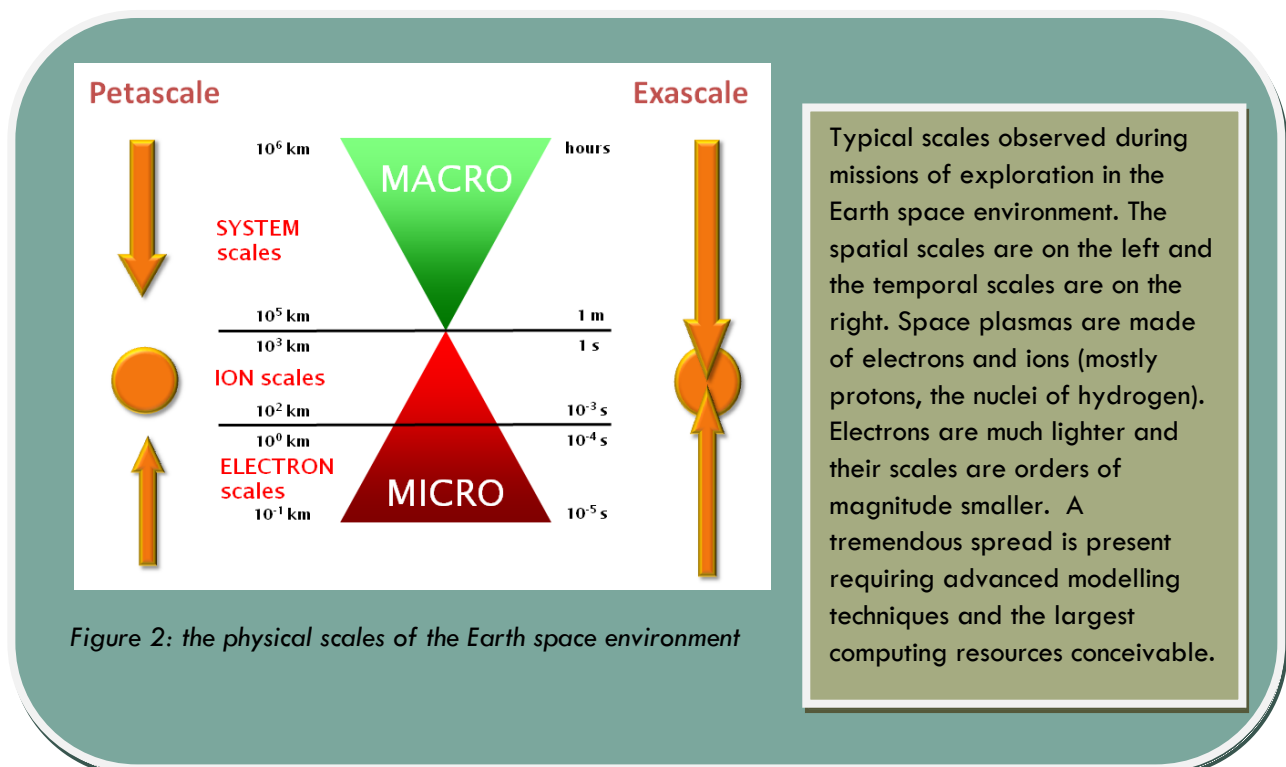 Petascale
Exascale
10⁶ km
hours
MACRO
SYSTEM
scales
10⁵ km
1 m
10³ km
1 s
ION scales
10² km
10⁻³ s
10⁰ km
10⁻⁴ s
ELECTRON
scales
MICRO
10⁻¹ km
10⁻⁵ s
Figure 2: the physical scales of the Earth space environment
Typical scales observed during
missions of exploration in the
Earth space environment. The
spatial scales are on the left and
the temporal scales are on the
right. Space plasmas are made
of electrons and ions (mostly
protons, the nuclei of hydrogen).
Electrons are much lighter and
their scales are orders of
magnitude smaller.  A
tremendous spread is present
requiring advanced modelling
techniques and the largest
computing resources conceivable.